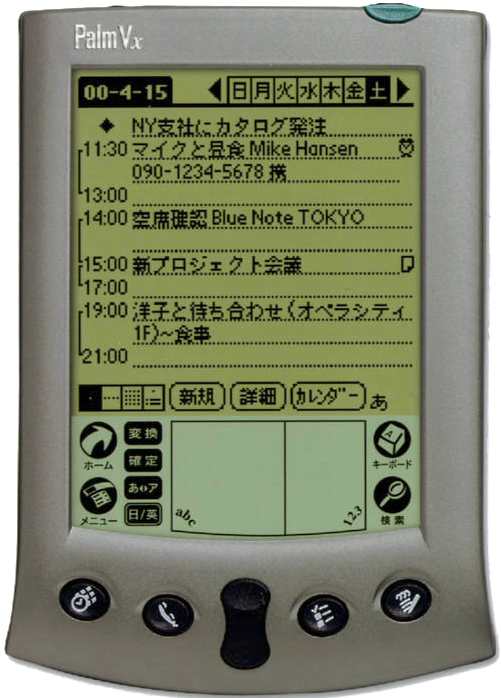 PalmVx
00-4-15 日 月 火 水 木 金 土
NY支社にカタログ発注
11:30 マイクと昼食 Mike Hansen
090-1234-5678 携
13:00
14:00 空席確認 Blue Note TOKYO
15:00 新プロジェクト会議
17:00
19:00 洋子と待ち合わせ(オペラシティ
1F)~食事
21:00
新規 詳細 カレンダー あ
変換
ホーム
確定
キーボード
あ⇔ア
日/英
メニュー
abc
123
検索